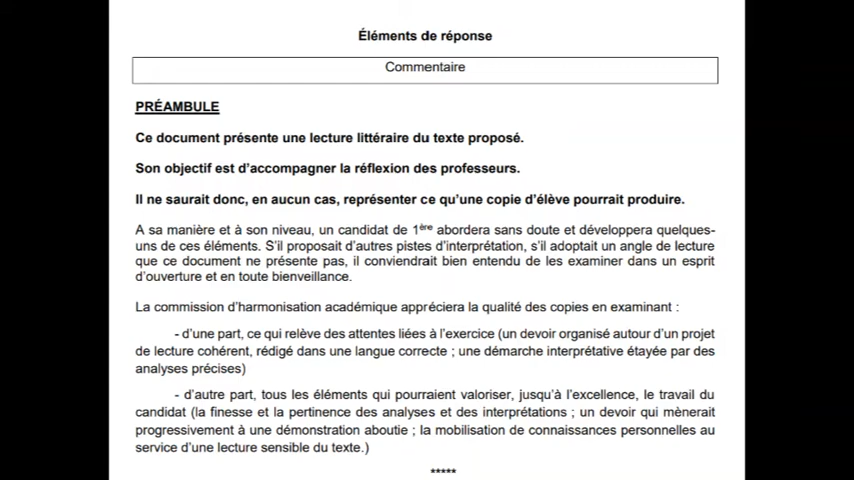 Éléments de réponse
Commentaire
PRÉAMBULE
Ce document présente une lecture littéraire du texte proposé.
Son objectif est d'accompagner la réflexion des professeurs.
Il ne saurait donc, en aucun cas, représenter ce qu'une copie d'élève pourrait produire.
A sa manière et à son niveau, un candidat de 1ère abordera sans doute et développera quelques-
uns de ces éléments. S'il proposait d'autres pistes d'interprétation, s'il adoptait un angle de lecture
que ce document ne présente pas, il conviendrait bien entendu de les examiner dans un esprit
d'ouverture et en toute bienveillance.
La commission d'harmonisation académique appréciera la qualité des copies en examinant :
- d'une part, ce qui relève des attentes liées à l'exercice (un devoir organisé autour d'un projet
de lecture cohérent, rédigé dans une langue correcte ; une démarche interprétative étayée par des
analyses précises)
- d'autre part, tous les éléments qui pourraient valoriser, jusqu'à l'excellence, le travail du
candidat (la finesse et la pertinence des analyses et des interprétations ; un devoir qui mènerait
progressivement à une démonstration aboutie ; la mobilisation de connaissances personnelles au
service d'une lecture sensible du texte.)
*****